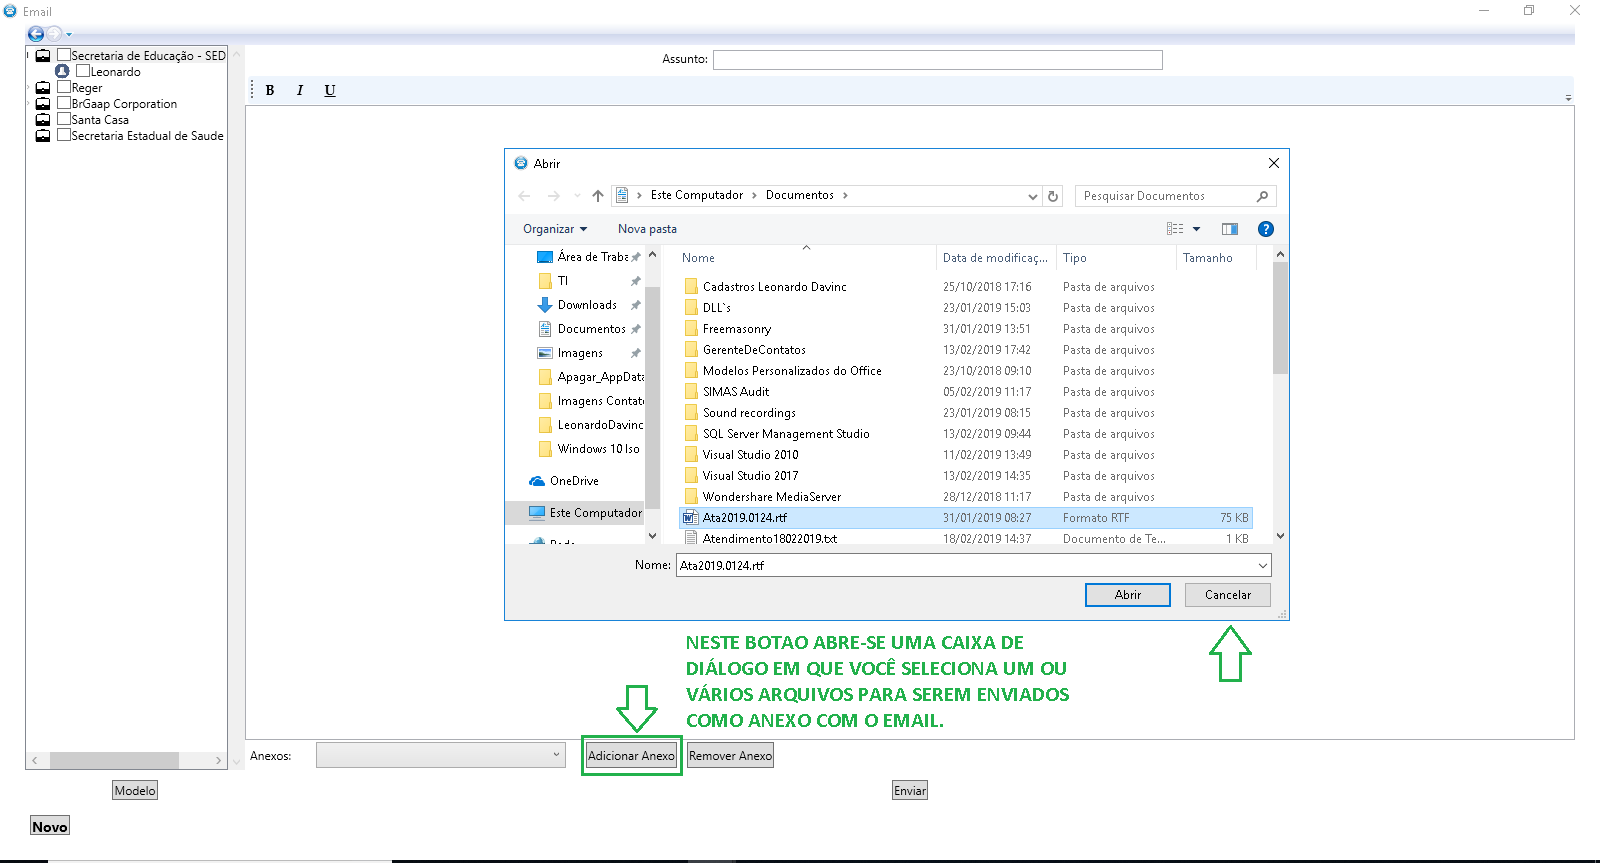 Email
Secretaria de Educação - SED
Leonardo
Reger
BrGaap Corporation
Santa Casa
Secretaria Estadual de Saude
Assunto:
B I U
Abrir
Este Computador > Documentos >
Pesquisar Documentos
Organizar
Nova pasta
Área de Traba
TI
Downloads
Documentos
Imagens
Apagar_AppData
Imagens Contat
LeonardoDavinc
Windows 10 Iso
OneDrive
Este Computador
Rede
Nome Data de modificaç... Tipo Tamanho
Cadastros Leonardo Davinc 25/10/2018 17:16 Pasta de arquivos
DLL`s 23/01/2019 15:03 Pasta de arquivos
Freemasonry 31/01/2019 13:51 Pasta de arquivos
GerenteDeContatos 13/02/2019 17:42 Pasta de arquivos
Modelos Personalizados do Office 23/10/2018 09:10 Pasta de arquivos
SIMAS Audit 05/02/2019 11:17 Pasta de arquivos
Sound recordings 23/01/2019 08:15 Pasta de arquivos
SQL Server Management Studio 13/02/2019 09:44 Pasta de arquivos
Visual Studio 2010 11/02/2019 13:49 Pasta de arquivos
Visual Studio 2017 13/02/2019 14:35 Pasta de arquivos
Wondershare MediaServer 28/12/2018 11:17 Pasta de arquivos
Ata2019.0124.rtf 31/01/2019 08:27 Formato RTF 75 KB
Atendimento18022019.txt 18/02/2019 14:37 Documento de Te... 1 KB
Nome: Ata2019.0124.rtf
Abrir Cancelar
NESTE BOTAO ABRE-SE UMA CAIXA DE
DIÁLOGO EM QUE VOCÊ SELECIONA UM OU
VÁRIOS ARQUIVOS PARA SEREM ENVIADOS
COMO ANEXO COM O EMAIL.
Anexos: Adicionar Anexo Remover Anexo
Modelo Enviar
Novo